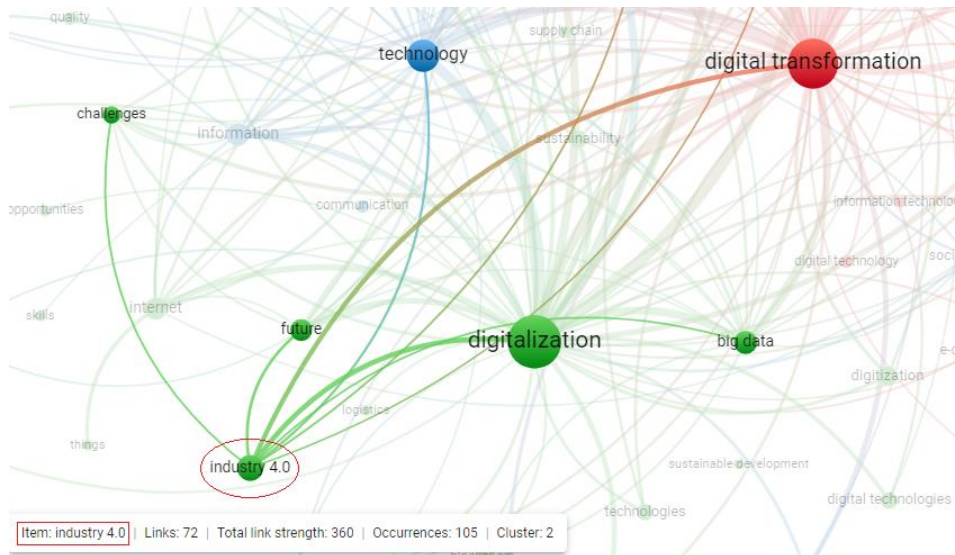 quality
supply chain
technology
digital transformation
challenges
information
sustainability
communication
opportunities
information technolo
digital technology
soci
internet
skills
future
digitalization
big data
e-c
digitization
logistics
things
industry 4.0
sustainable development
digital technologies
technologies
Item: industry 4.0 | Links: 72 | Total link strength: 360 | Occurrences: 105 | Cluster: 2